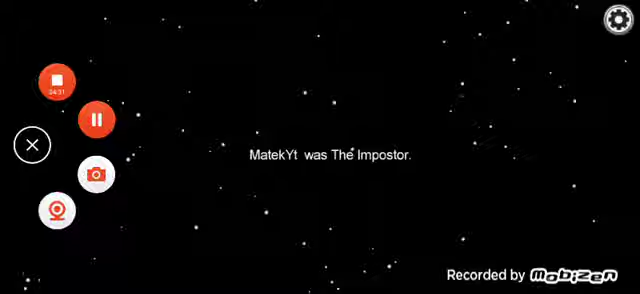 24:31
MatekYt was The Impostor.
Recorded by Mobizen